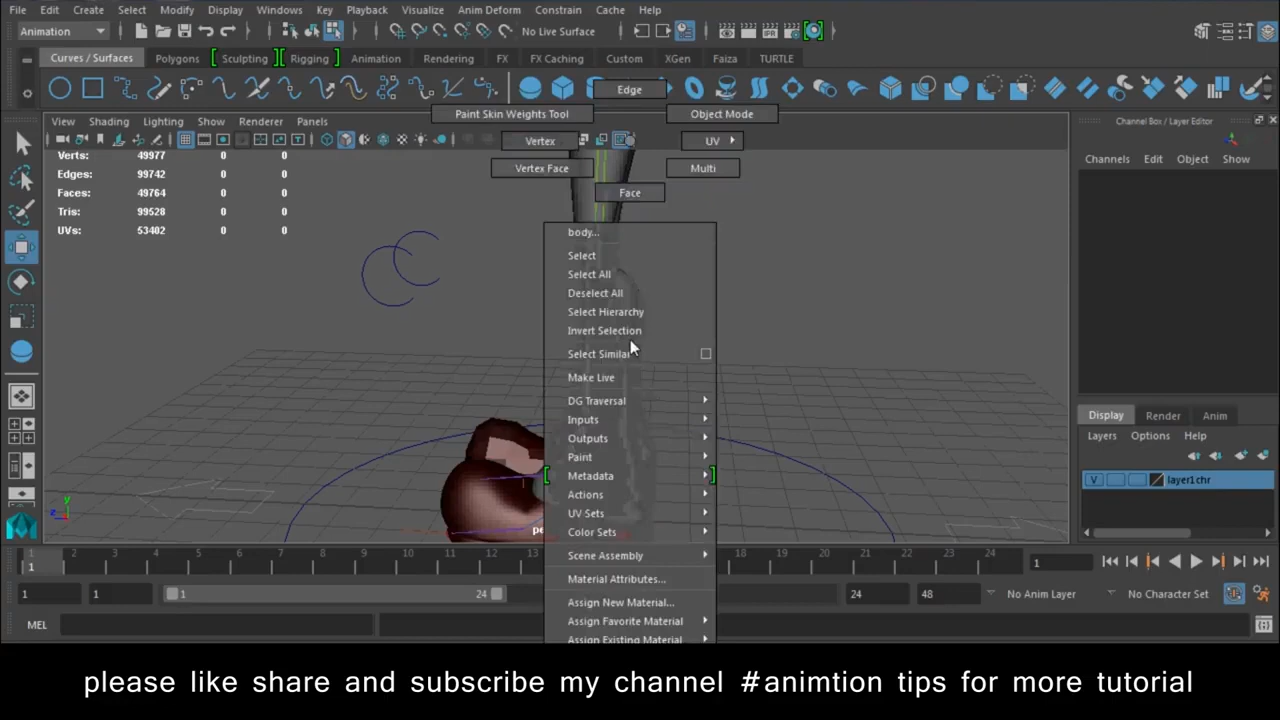 File Edit Create Select Modify Display Windows Key Playback Visualize Anim Deform Constrain Cache Help
Animation
No Live Surface
Curves / Surfaces Polygons Sculpting Rigging Animation Rendering FX FX Caching Custom XGen Faiza TURTLE
Edge
Paint Skin Weights Tool Object Mode
View Shading Lighting Show Renderer Panels
Channel Box / Layer Editor
Vertex UV
Verts: 49977 0 0
Channels Edit Object Show
Vertex Face Multi
Edges: 99742 0 0
Faces: 49764 0 0
Face
Tris: 99528 0 0
UVs: 53402 0 0
body...
Select
Select All
Deselect All
Select Hierarchy
Invert Selection
Select Similar
Make Live
DG Traversal
Inputs
Outputs
Paint
Metadata
Actions
UV Sets
Color Sets
Scene Assembly
Material Attributes...
Assign New Material...
Assign Favorite Material
Assign Existing Material
Display Render Anim
Layers Options Help
V layer1chr
y
z
1 2 3 4 5 6 7 8 9 10 11 12 13 18 19 20 21 22 23 24
1
1
1 1 1 24 24 48 No Anim Layer No Character Set
MEL
please like share and subscribe my channel #animtion tips for more tutorial